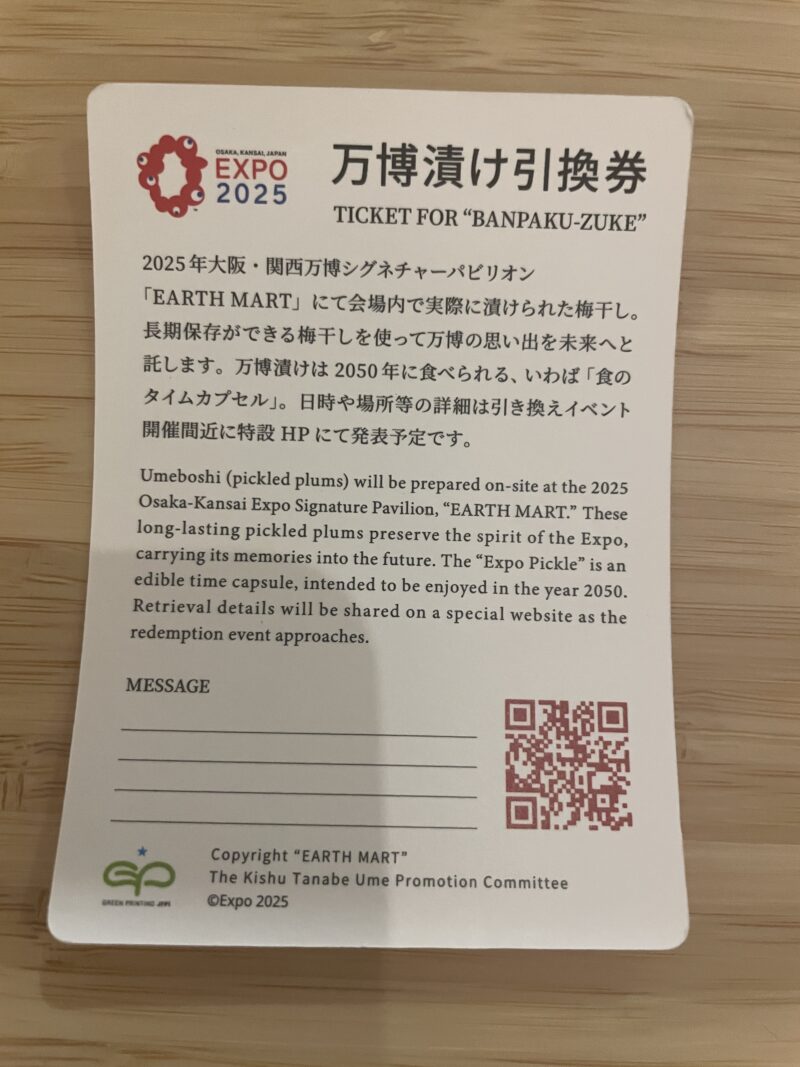 OSAKA, KANSAI, JAPAN
EXPO
2025
万博漬け引換券
TICKET FOR “BANPAKU-ZUKE”
2025年大阪・関西万博シグネチャーパビリオン
「EARTH MART」にて会場内で実際に漬けられた梅干し。
長期保存ができる梅干しを使って万博の思い出を未来へと
託します。万博漬けは2050年に食べられる、いわば「食の
タイムカプセル」。日時や場所等の詳細は引き換えイベント
開催間近に特設HPにて発表予定です。
Umeboshi (pickled plums) will be prepared on-site at the 2025
Osaka-Kansai Expo Signature Pavilion, “EARTH MART.” These
long-lasting pickled plums preserve the spirit of the Expo,
carrying its memories into the future. The “Expo Pickle” is an
edible time capsule, intended to be enjoyed in the year 2050.
Retrieval details will be shared on a special website as the
redemption event approaches.
MESSAGE
Copyright “EARTH MART”
The Kishu Tanabe Ume Promotion Committee
©Expo 2025
GREEN PRINTING JFPI